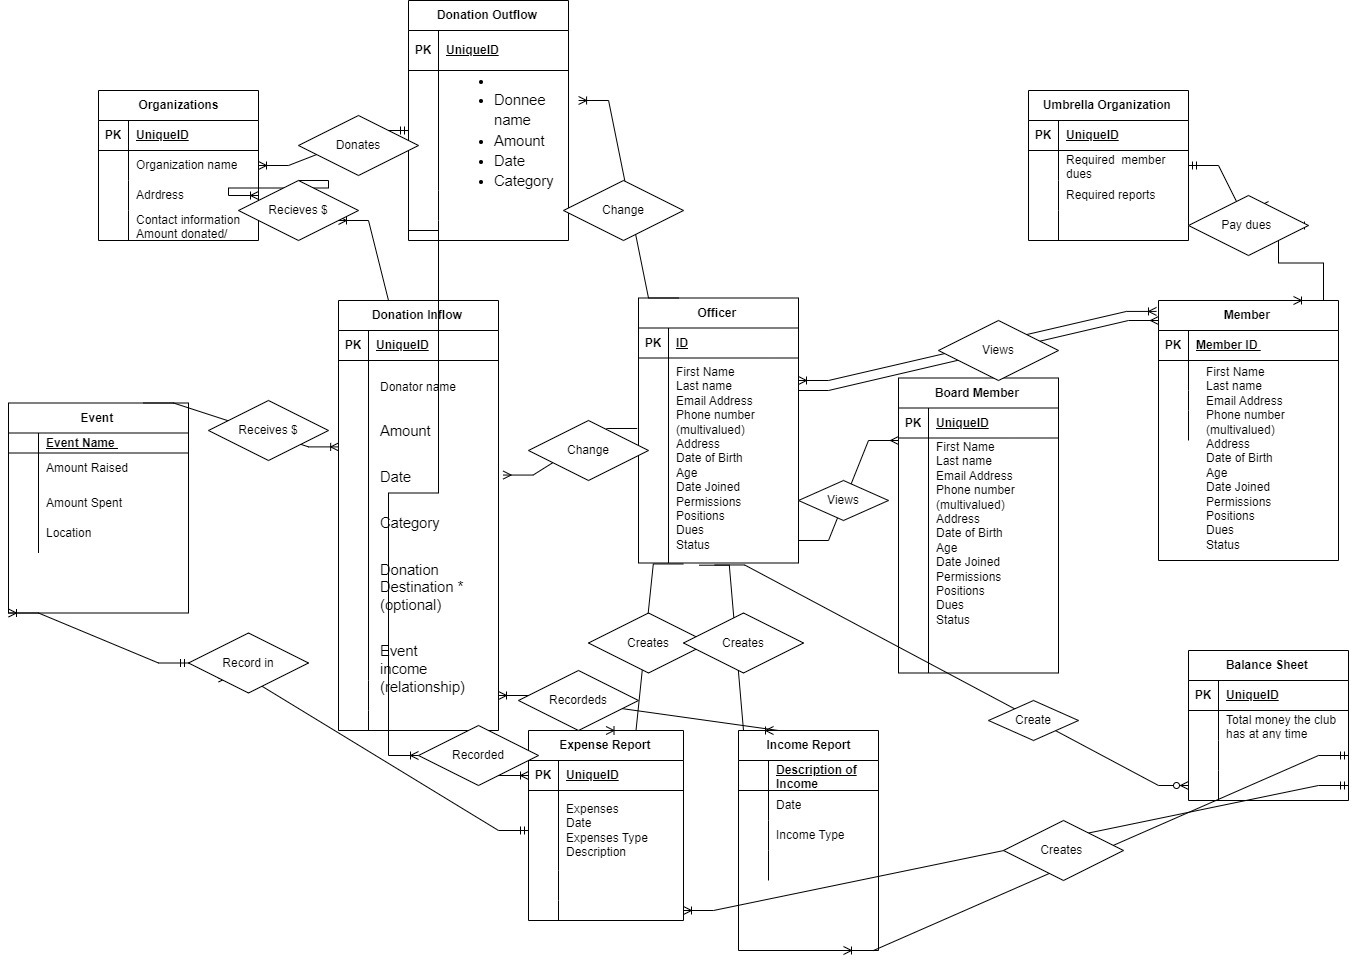 Donation Outflow
PK UniqueID
Donnee
name
Amount
Date
Category
Organizations
PK UniqueID
Organization name
Adrdress
Contact information
Amount donated/
Donates
Recieves $
Change
Umbrella Organization
PK UniqueID
Required member
dues
Required reports
Pay dues
Donation Inflow
PK UniqueID
Donator name
Amount
Date
Category
Donation
Destination *
(optional)
Event
income
(relationship)
Officer
PK ID
First Name
Last name
Email Address
Phone number
(multivalued)
Address
Date of Birth
Age
Date Joined
Permissions
Positions
Dues
Status
Views
Member
PK Member ID
First Name
Last name
Email Address
Phone number
(multivalued)
Address
Date of Birth
Age
Date Joined
Permissions
Positions
Dues
Status
Board Member
PK UniqueID
First Name
Last name
Email Address
Phone number
(multivalued)
Address
Date of Birth
Age
Date Joined
Permissions
Positions
Dues
Status
Event
Event Name
Amount Raised
Amount Spent
Location
Receives $
Change
Views
Record in
Creates
Creates
Recordeds
Recorded
Create
Balance Sheet
PK UniqueID
Total money the club
has at any time
Expense Report
PK UniqueID
Expenses
Date
Expenses Type
Description
Income Report
Description of
Income
Date
Income Type
Creates